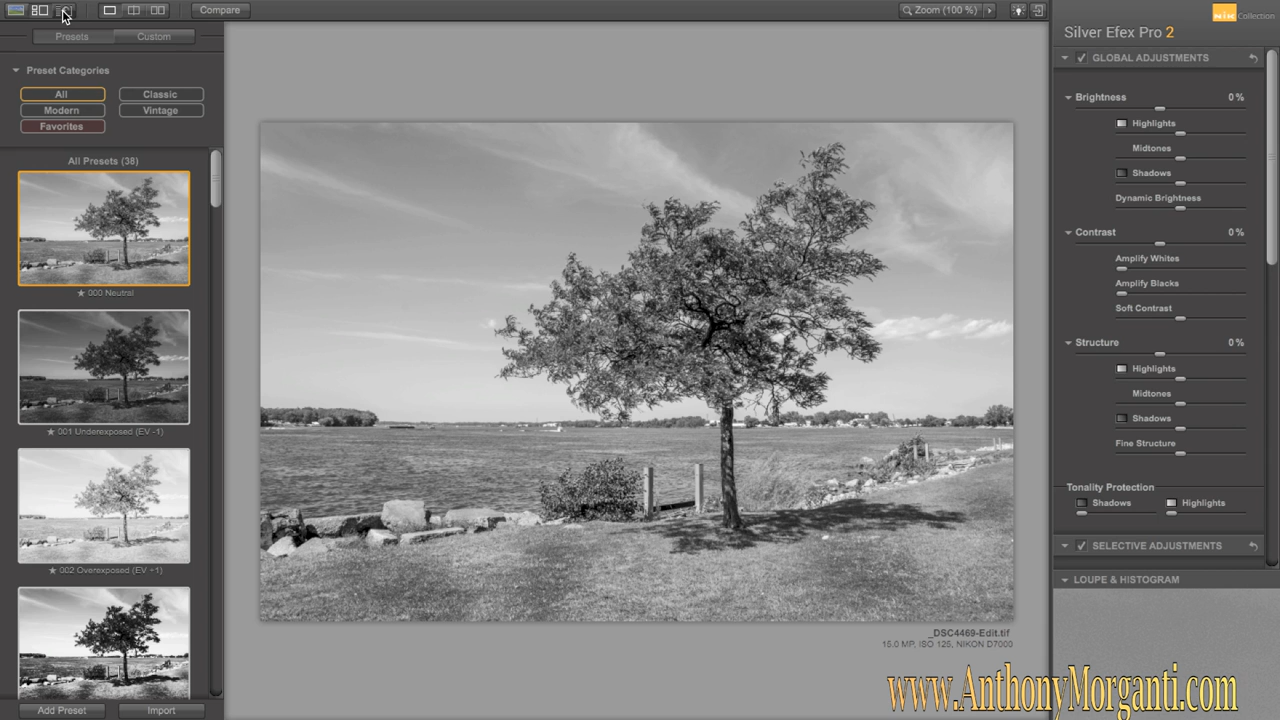 Compare
Zoom (100 %)
NIK Collection
Silver Efex Pro 2
Presets
Custom
Preset Categories
All
Classic
Modern
Vintage
Favorites
All Presets (38)
★ 000 Neutral
★ 001 Underexposed (EV -1)
★ 002 Overexposed (EV +1)
Add Preset
Import
_DSC4469-Edit.tif
15.0 MP, ISO 125, NIKON D7000
GLOBAL ADJUSTMENTS
Brightness 0 %
Highlights
Midtones
Shadows
Dynamic Brightness
Contrast 0 %
Amplify Whites
Amplify Blacks
Soft Contrast
Structure 0 %
Highlights
Midtones
Shadows
Fine Structure
Tonality Protection
Shadows
Highlights
SELECTIVE ADJUSTMENTS
LOUPE & HISTOGRAM
www.AnthonyMorganti.com